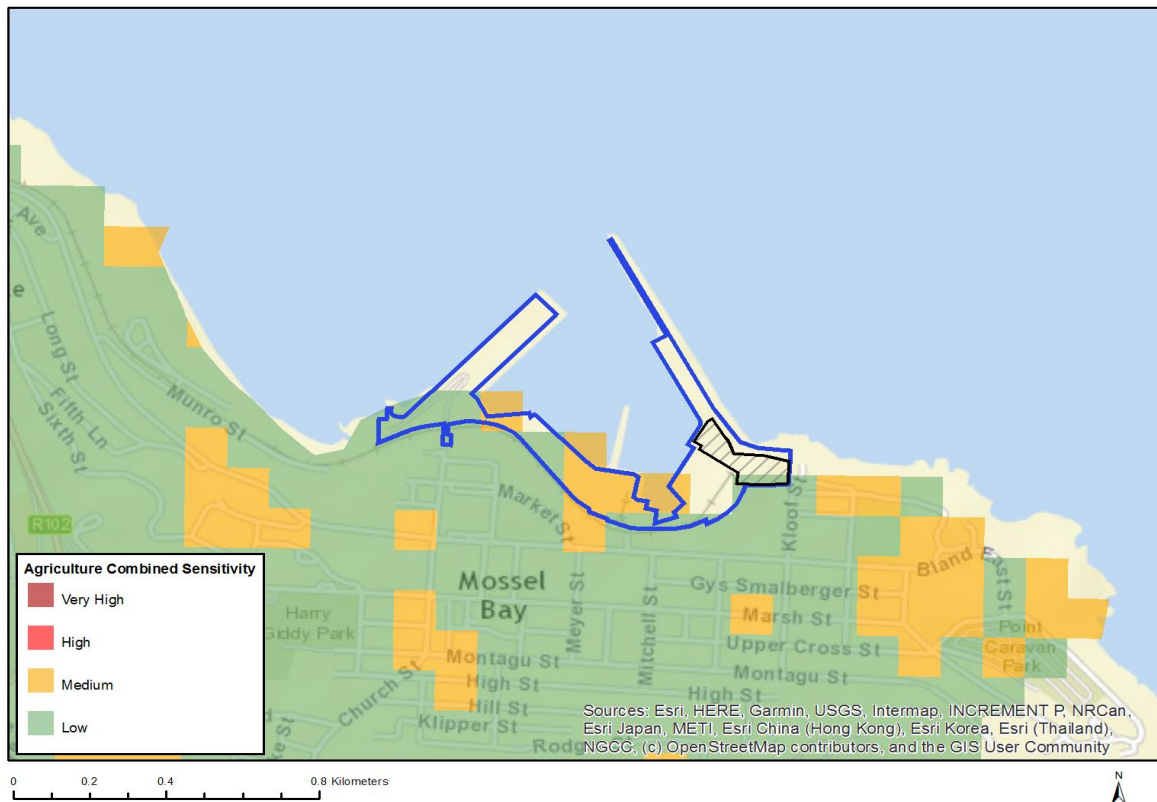 Ave
Long St
Fifth Ln
Sixth St
Munro St
R102
Market St
Mossel
Bay
Meyer St
Mitchell St
Kloof St
Gys Smalberger St
Bland
East St
Marsh St
Upper Cross St
Point
Caravan
Park
Harry
Giddy Park
Montagu St
Montagu St
High St
High St
Hill St
Church St
Klipper St
Agriculture Combined Sensitivity
Very High
High
Medium
Low
Sources: Esri, HERE, Garmin, USGS, Intermap, INCREMENT P, NRCan,
Esri Japan, METI, Esri China (Hong Kong), Esri Korea, Esri (Thailand),
NGCC, (c) OpenStreetMap contributors, and the GIS User Community
0 0.2 0.4 0.8 Kilometers
N